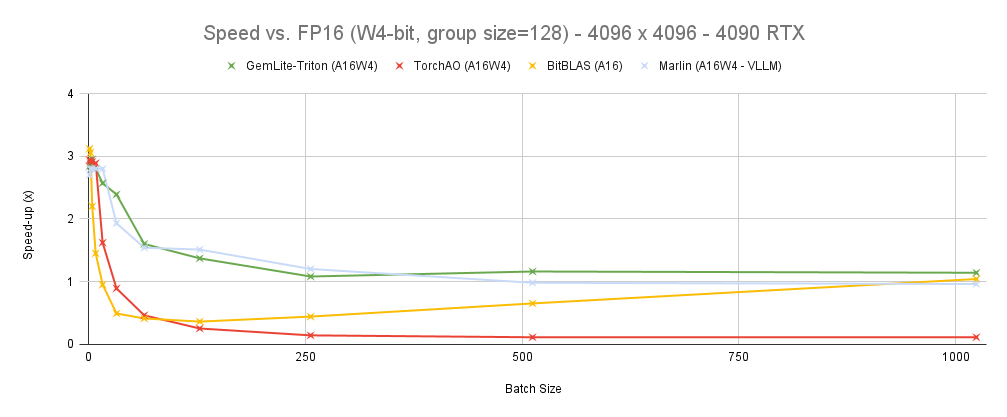 Speed vs. FP16 (W4-bit, group size=128) - 4096 x 4096 - 4090 RTX
GemLite-Triton (A16W4) TorchAO (A16W4) BitBLAS (A16) Marlin (A16W4 - VLLM)
Speed-up (x)
4
3
2
1
0
0 250 500 750 1000
Batch Size